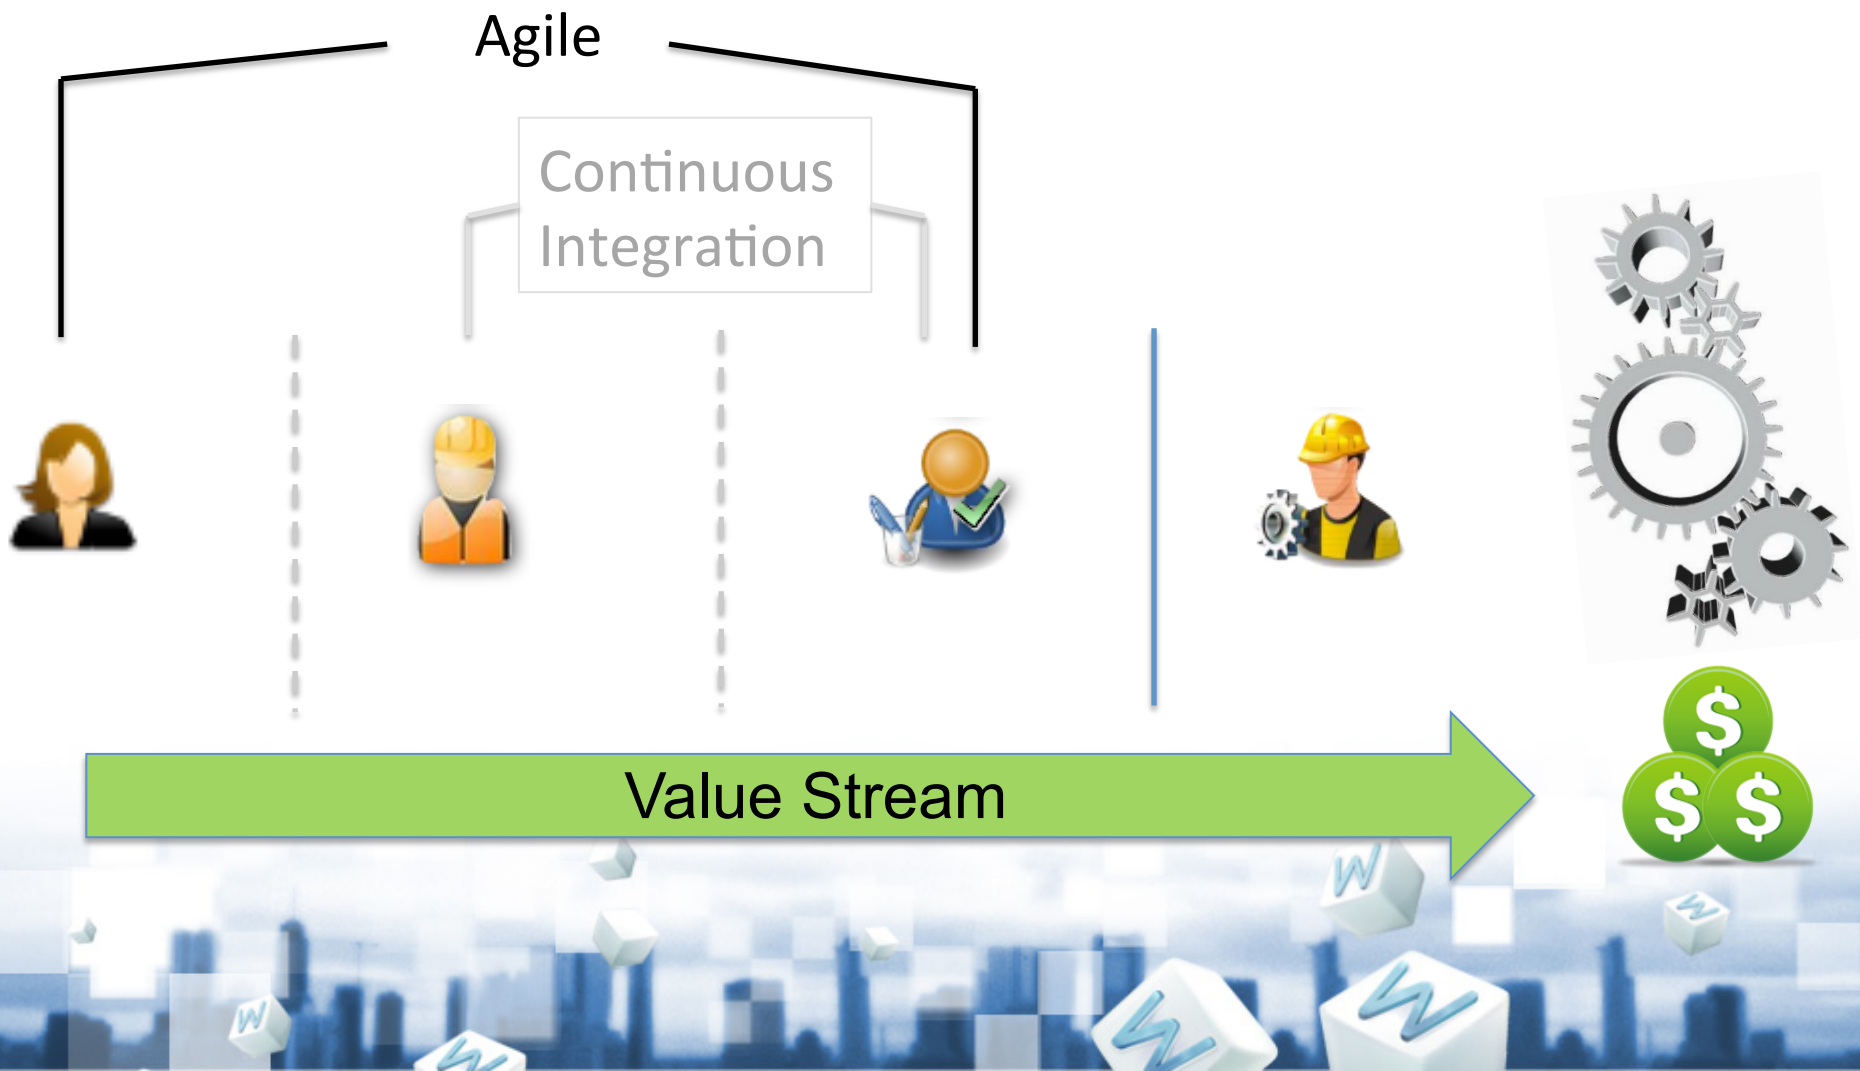 Agile
Continuous
Integration
Value Stream
$
$ $
W
W
W
W
W
W